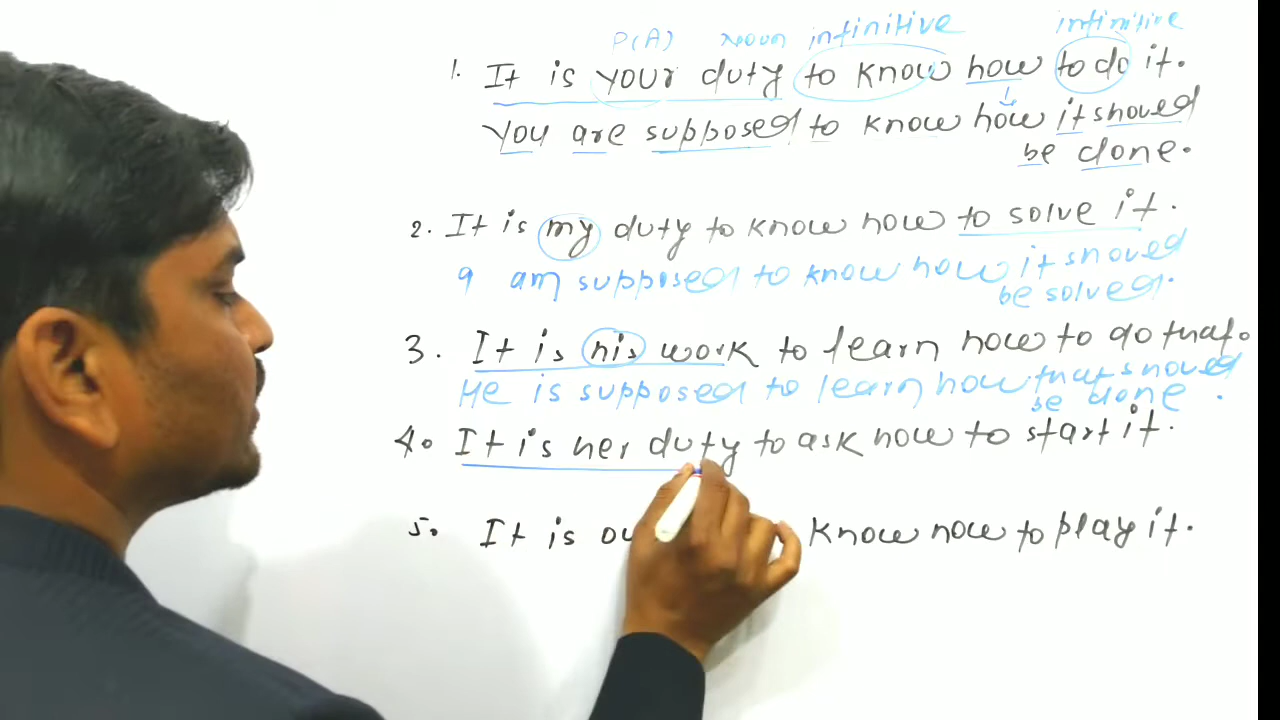 P(A) Noun infinitive infinitive
1. It is your duty to know how to do it.
You are supposed to know how it should
be done.
2. It is my duty to know how to solve it.
I am supposed to know how it should
be solved.
3. It is his work to learn how to do that.
He is supposed to learn how that should
be done.
4. It is her duty to ask how to start it.
5. It is ou know how to play it.